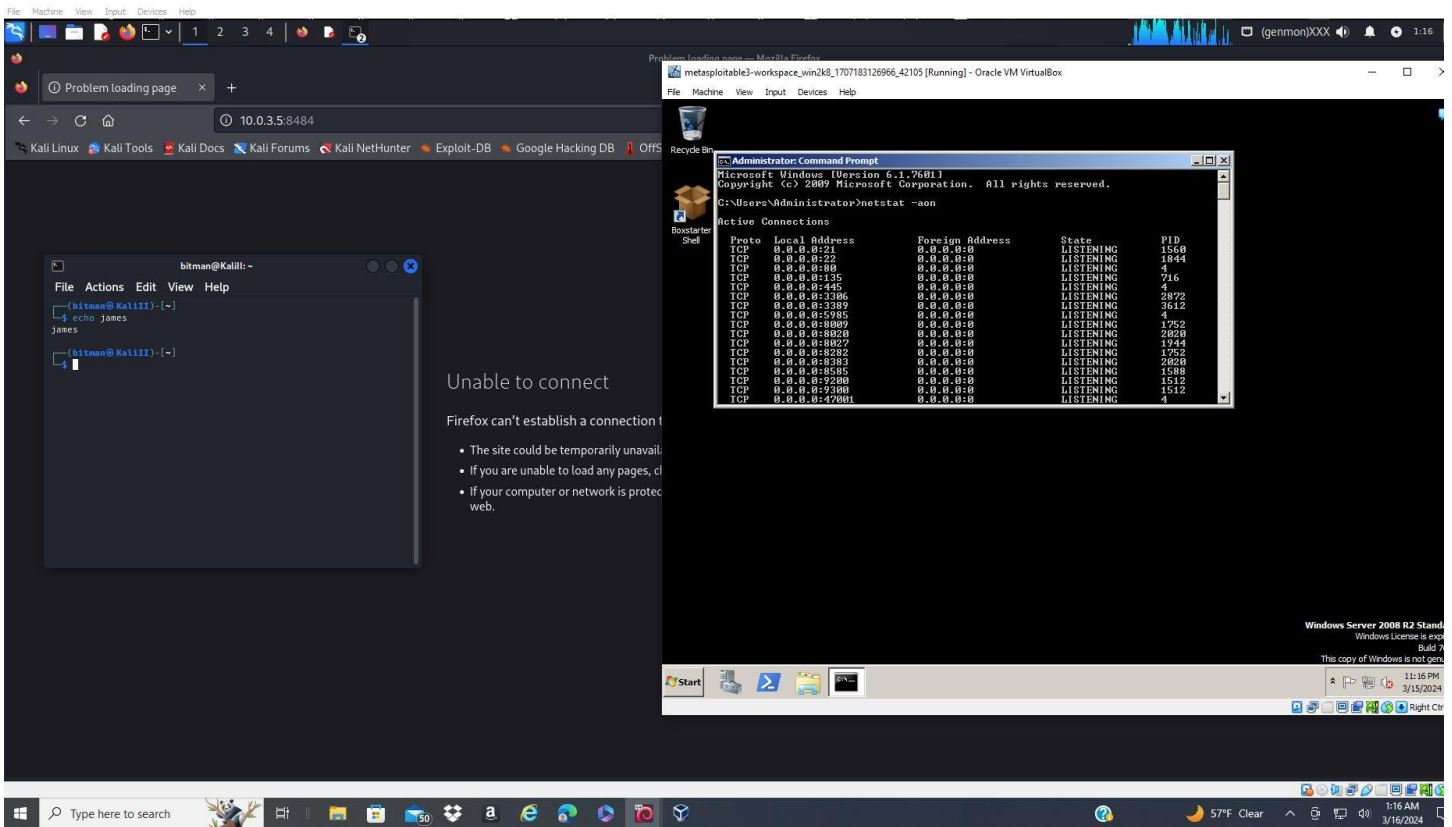 File Machine View Input Devices Help
1 2 3 4 (genmon)XXX 1:16
Problem loading page — Mozilla Firefox
Problem loading page
10.0.3.5:8484
Kali Linux Kali Tools Kali Docs Kali Forums Kali NetHunter Exploit-DB Google Hacking DB OffS
bitman@KaliII: ~
File Actions Edit View Help
(bitman㉿KaliII)-[~]
$ echo james
james
(bitman㉿KaliII)-[~]
$
Unable to connect
Firefox can’t establish a connection t
• The site could be temporarily unavail
• If you are unable to load any pages, cl
• If your computer or network is protec
web.
metasploitable3-workspace_win2k8_1707183126966_42105 [Running] - Oracle VM VirtualBox
File Machine View Input Devices Help
Recycle Bin
Boxstarter
Shell
Administrator: Command Prompt
Microsoft Windows [Version 6.1.7601]
Copyright (c) 2009 Microsoft Corporation. All rights reserved.
C:\Users\Administrator>netstat -aon
Active Connections
Proto Local Address Foreign Address State PID
TCP 0.0.0.0:21 0.0.0.0:0 LISTENING 1560
TCP 0.0.0.0:22 0.0.0.0:0 LISTENING 1844
TCP 0.0.0.0:80 0.0.0.0:0 LISTENING 4
TCP 0.0.0.0:135 0.0.0.0:0 LISTENING 716
TCP 0.0.0.0:445 0.0.0.0:0 LISTENING 4
TCP 0.0.0.0:3306 0.0.0.0:0 LISTENING 2872
TCP 0.0.0.0:3389 0.0.0.0:0 LISTENING 3612
TCP 0.0.0.0:5985 0.0.0.0:0 LISTENING 4
TCP 0.0.0.0:8009 0.0.0.0:0 LISTENING 1752
TCP 0.0.0.0:8020 0.0.0.0:0 LISTENING 2020
TCP 0.0.0.0:8027 0.0.0.0:0 LISTENING 1944
TCP 0.0.0.0:8282 0.0.0.0:0 LISTENING 1752
TCP 0.0.0.0:8383 0.0.0.0:0 LISTENING 2020
TCP 0.0.0.0:8585 0.0.0.0:0 LISTENING 1588
TCP 0.0.0.0:9200 0.0.0.0:0 LISTENING 1512
TCP 0.0.0.0:9300 0.0.0.0:0 LISTENING 1512
TCP 0.0.0.0:47001 0.0.0.0:0 LISTENING 4
Windows Server 2008 R2 Standa
Windows License is expi
Build 7
This copy of Windows is not genu
Start
11:16 PM
3/15/2024
Right Ctr
Type here to search
50
57°F Clear
1:16 AM
3/16/2024